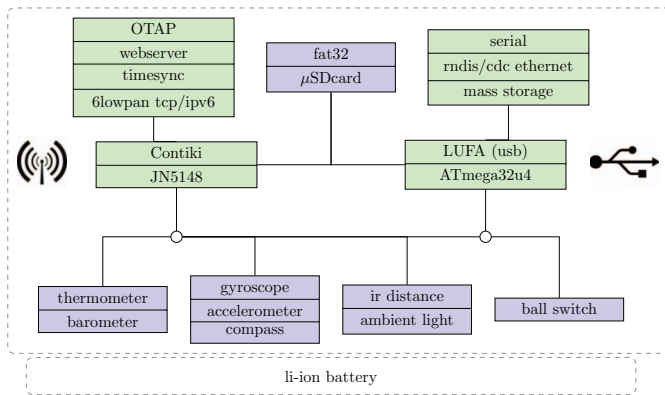 OTAP
webserver
timesync
6lowpan tcp/ipv6
fat32
μSDcard
serial
rndis/cdc ethernet
mass storage
Contiki
JN5148
LUFA (usb)
ATmega32u4
thermometer
barometer
gyroscope
accelerometer
compass
ir distance
ambient light
ball switch
li-ion battery